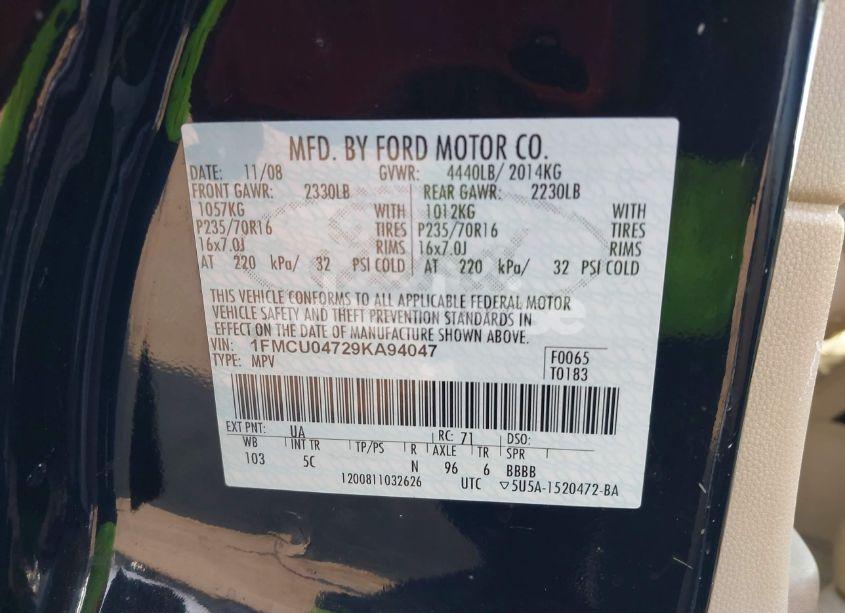 MFD. BY FORD MOTOR CO.
DATE: 11/08 GVWR: 4440LB/ 2014KG
FRONT GAWR: 2330LB REAR GAWR: 2230LB
1057KG WITH 1012KG WITH
P235/70R16 TIRES P235/70R16 TIRES
16x7.0J RIMS 16x7.0J RIMS
AT 220 kPa/ 32 PSI COLD AT 220 kPa/ 32 PSI COLD
THIS VEHICLE CONFORMS TO ALL APPLICABLE FEDERAL MOTOR
VEHICLE SAFETY AND THEFT PREVENTION STANDARDS IN
EFFECT ON THE DATE OF MANUFACTURE SHOWN ABOVE.
VIN: 1FMCU04729KA94047
TYPE: MPV
F0065
T0183
EXT PNT: UA RC: 71 DSO:
WB INT TR TP/PS R AXLE TR SPR
103 5C N 96 6 BBBB
1200811032626 UTC ▽5U5A-1520472-BA